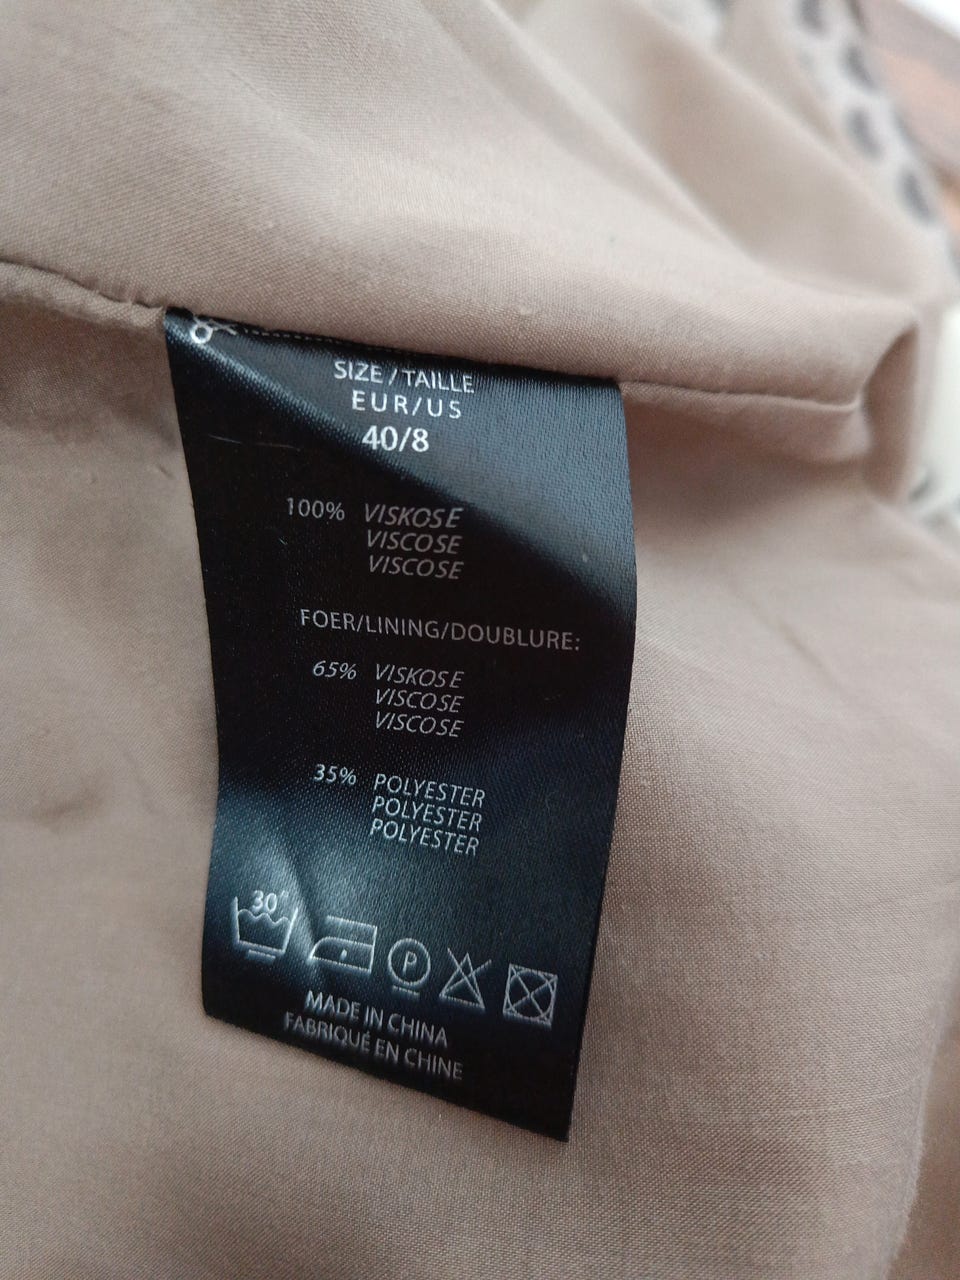 SIZE / TAILLE
EUR/US
40/8
100% VISKOSE
VISCOSE
VISCOSE
FOER/LINING/DOUBLURE:
65% VISKOSE
VISCOSE
VISCOSE
35% POLYESTER
POLYESTER
POLYESTER
30°
P
MADE IN CHINA
FABRIQUÉ EN CHINE